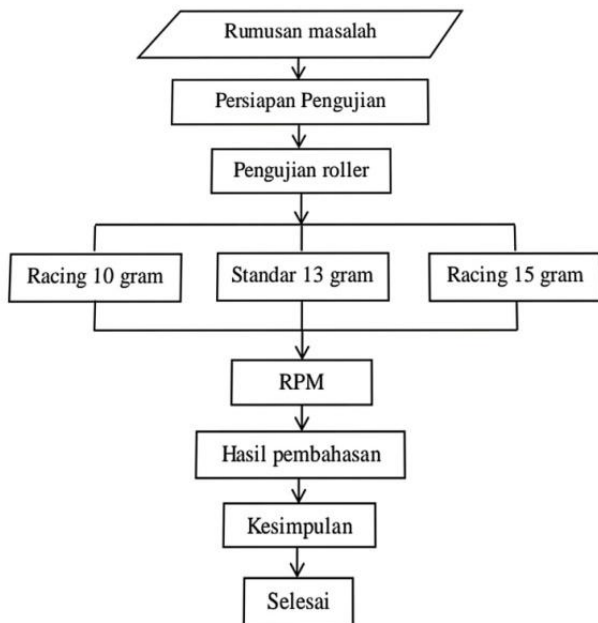 Rumusan masalah
Persiapan Pengujian
Pengujian roller
Racing 10 gram
Standar 13 gram
Racing 15 gram
RPM
Hasil pembahasan
Kesimpulan
Selesai